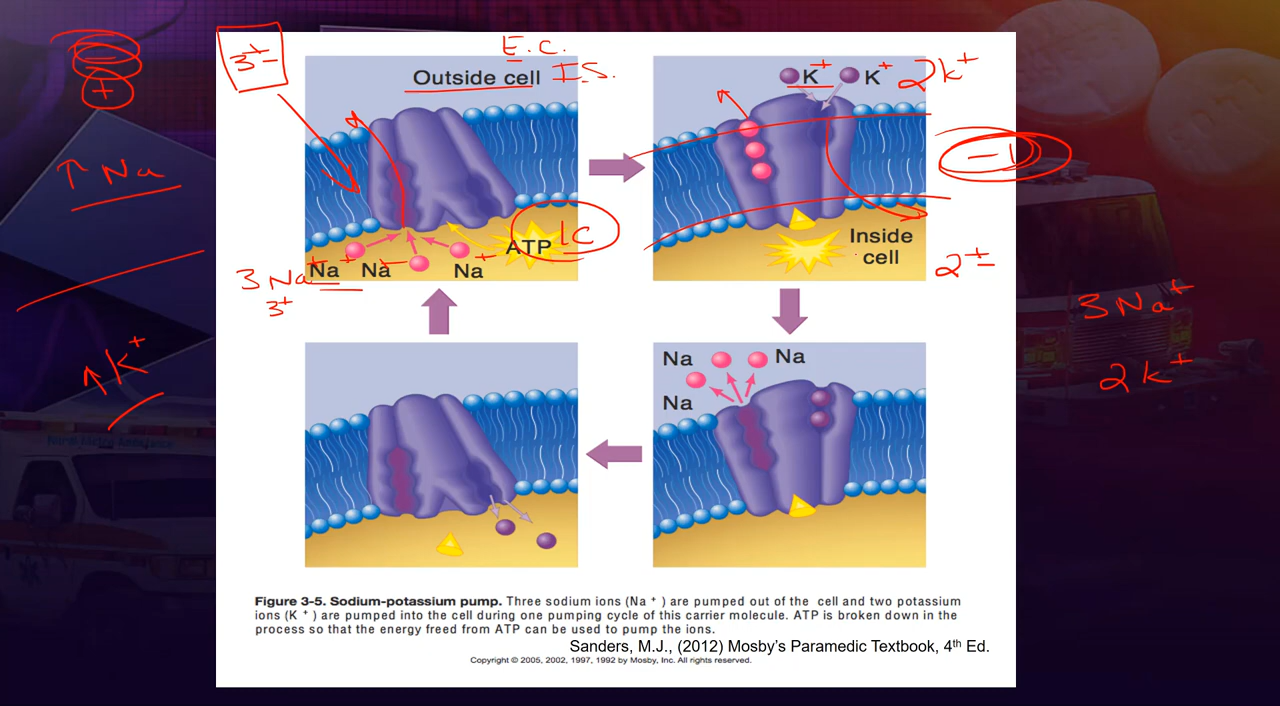 3+
E.C.
Outside cell I.S.
K+ K+ 2K+
↑ Na
-1
ATP IC
Inside
cell
Na+ Na+ Na+
3Na+
3+
2+
3Na+
2K+
↑K+
Na Na
Na
Rural/Metro Ambulance
Figure 3-5. Sodium-potassium pump. Three sodium ions (Na +) are pumped out of the cell and two potassium
ions (K +) are pumped into the cell during one pumping cycle of this carrier molecule. ATP is broken down in the
process so that the energy freed from ATP can be used to pump the ions.
Sanders, M.J., (2012) Mosby's Paramedic Textbook, 4th Ed.
Copyright © 2005, 2002, 1997, 1992 by Mosby, Inc. All rights reserved.